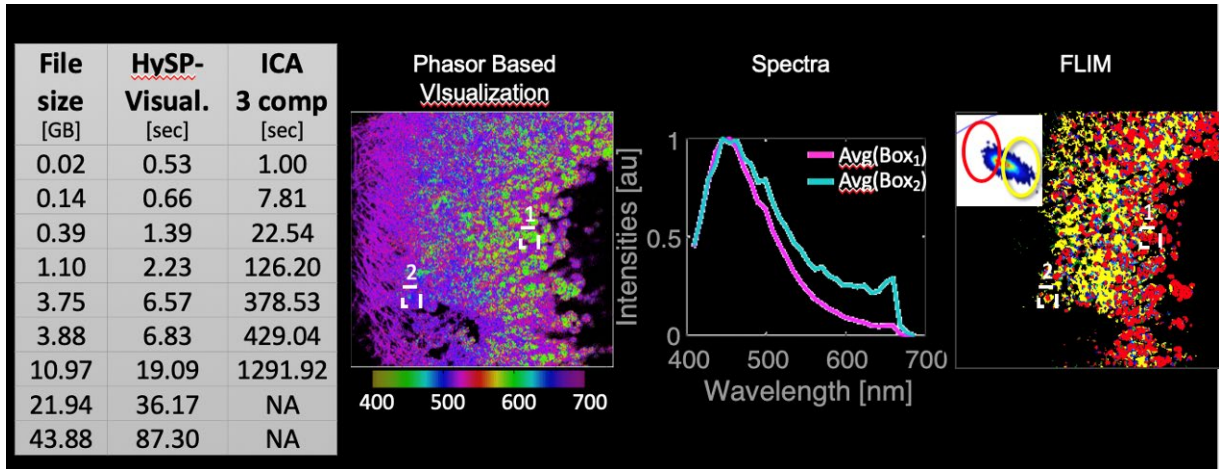 File size [GB] HySP-Visual. [sec] ICA 3 comp [sec]
0.02 0.53 1.00
0.14 0.66 7.81
0.39 1.39 22.54
1.10 2.23 126.20
3.75 6.57 378.53
3.88 6.83 429.04
10.97 19.09 1291.92
21.94 36.17 NA
43.88 87.30 NA
Phasor Based
VIsualization
1
2
400 500 600 700
Spectra
Intensities [au]
1
0.5
0
Avg(Box1)
Avg(Box2)
400 500 600 700
Wavelength [nm]
FLIM
1
2